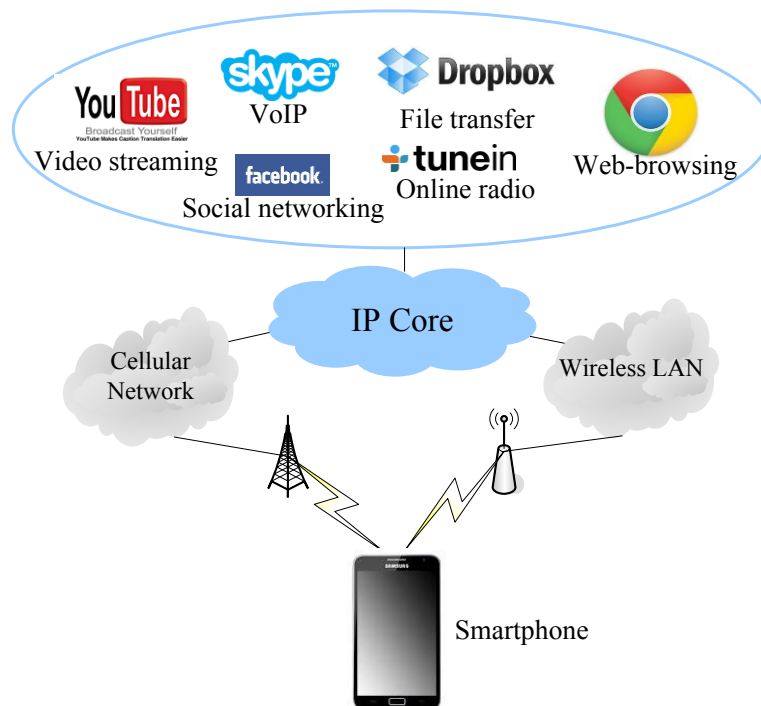 You Tube
Broadcast Yourself
YouTube Makes Caption Translation Easier
Video streaming
skype™
VoIP
Dropbox
File transfer
facebook.
Social networking
tunein
Online radio
Web-browsing
IP Core
Cellular
Network
Wireless LAN
SAMSUNG
Smartphone